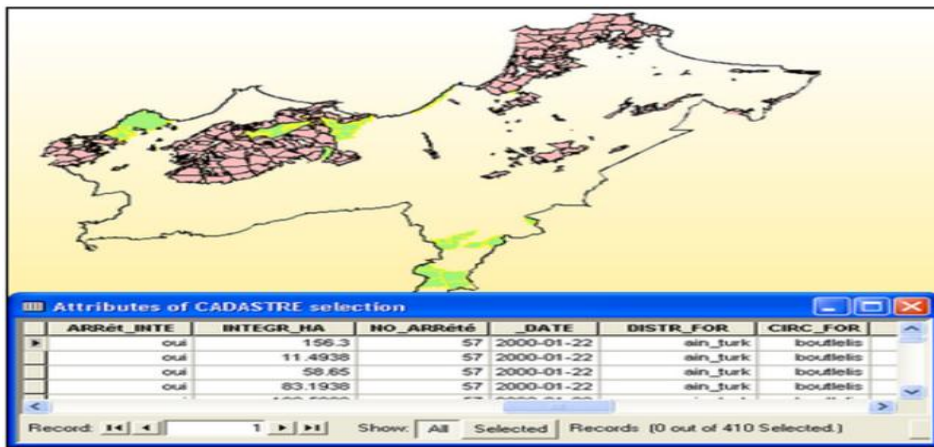 Attributes of CADASTRE selection
ARRét_INTE INTEGR_HA NO_ARRété _DATE DISTR_FOR CIRC_FOR
oui 156.3 57 2000-01-22 ain_turk boutlelis
oui 11.4938 57 2000-01-22 ain_turk boutlelis
oui 58.65 57 2000-01-22 ain_turk boutlelis
oui 83.1938 57 2000-01-22 ain_turk boutlelis
Record: 1 Show: All Selected Records (0 out of 410 Selected.)